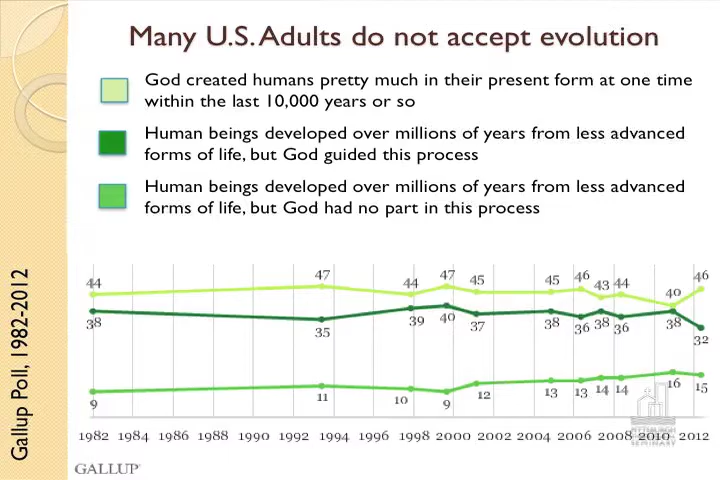 Many U.S. Adults do not accept evolution
God created humans pretty much in their present form at one time
within the last 10,000 years or so
Human beings developed over millions of years from less advanced
forms of life, but God guided this process
Human beings developed over millions of years from less advanced
forms of life, but God had no part in this process
Gallup Poll, 1982-2012
44 47 44 47 45 45 46 43 44 40 46
38 35 39 40 37 38 36 38 36 38 32
9 11 10 9 12 13 13 14 14 16 15
PITTSBURGH
SEMINARY
1982 1984 1986 1988 1990 1992 1994 1996 1998 2000 2002 2004 2006 2008 2010 2012
GALLUP